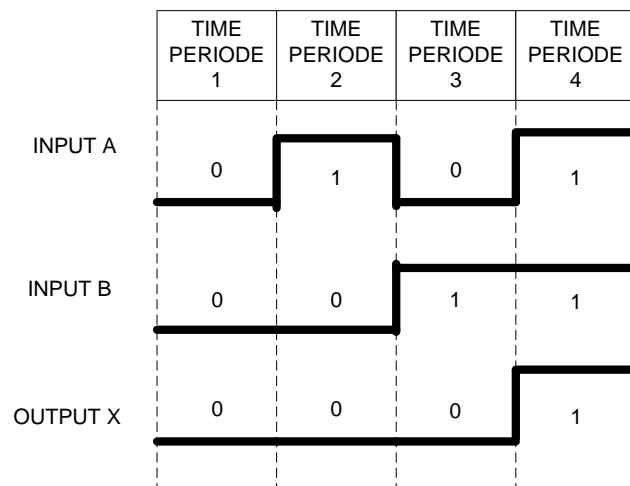 TIME TIME TIME TIME
PERIODE PERIODE PERIODE PERIODE
1 2 3 4
INPUT A
0 1 0 1
INPUT B
0 0 1 1
OUTPUT X
0 0 0 1